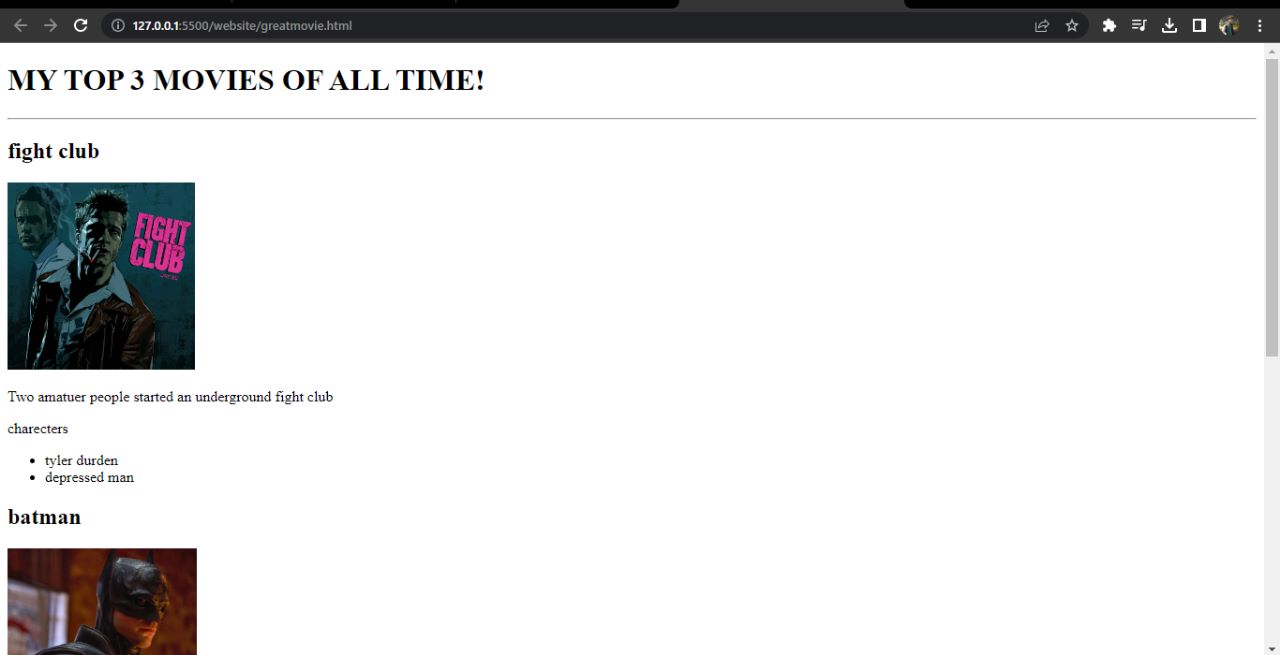 127.0.0.1:5500/website/greatmovie.html
MY TOP 3 MOVIES OF ALL TIME!
fight club
FIGHT
CLUB
Two amatuer people started an underground fight club
charecters
tyler durden
depressed man
batman